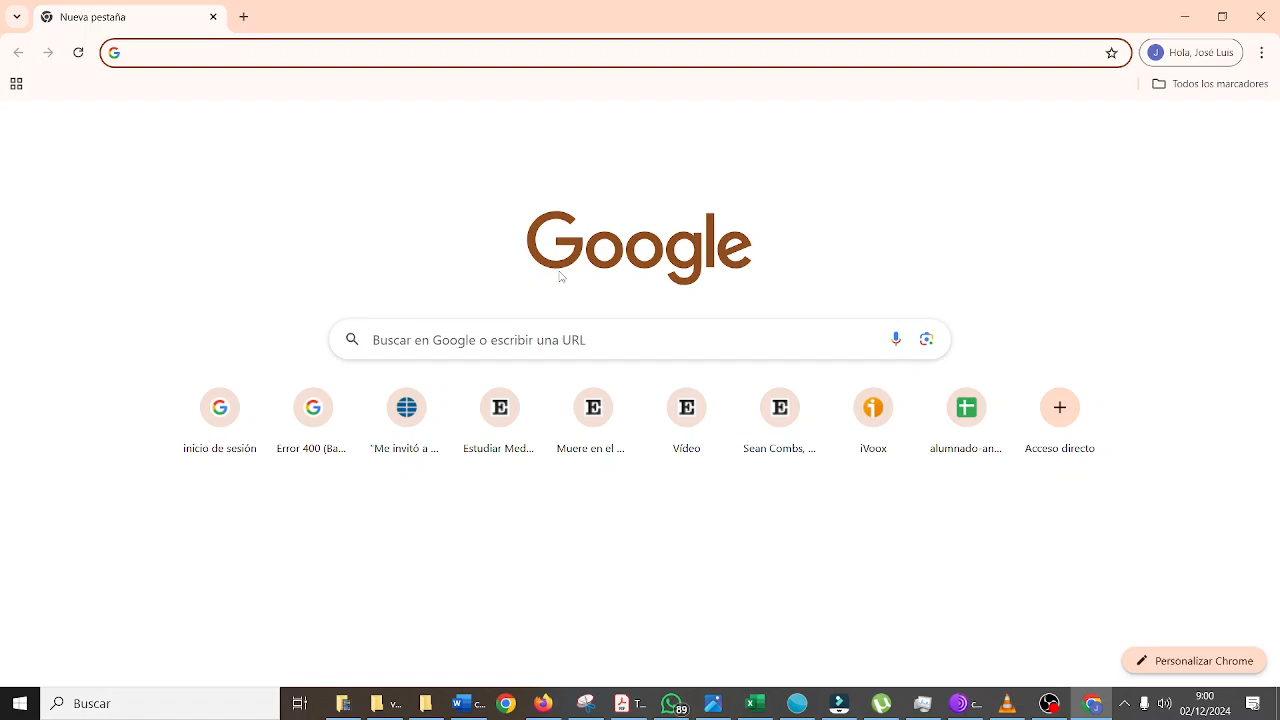 Nueva pestaña
Hola, José Luis
Todos los marcadores
Google
Buscar en Google o escribir una URL
inicio de sesión
Error 400 (Ba...
"Me invitó a ...
Estudiar Med...
Muere en el ...
Vídeo
Sean Combs, ...
iVoox
alumnado-an...
Acceso directo
Personalizar Chrome
Buscar
v...
c...
T...
89
c...
9:00
02/12/2024